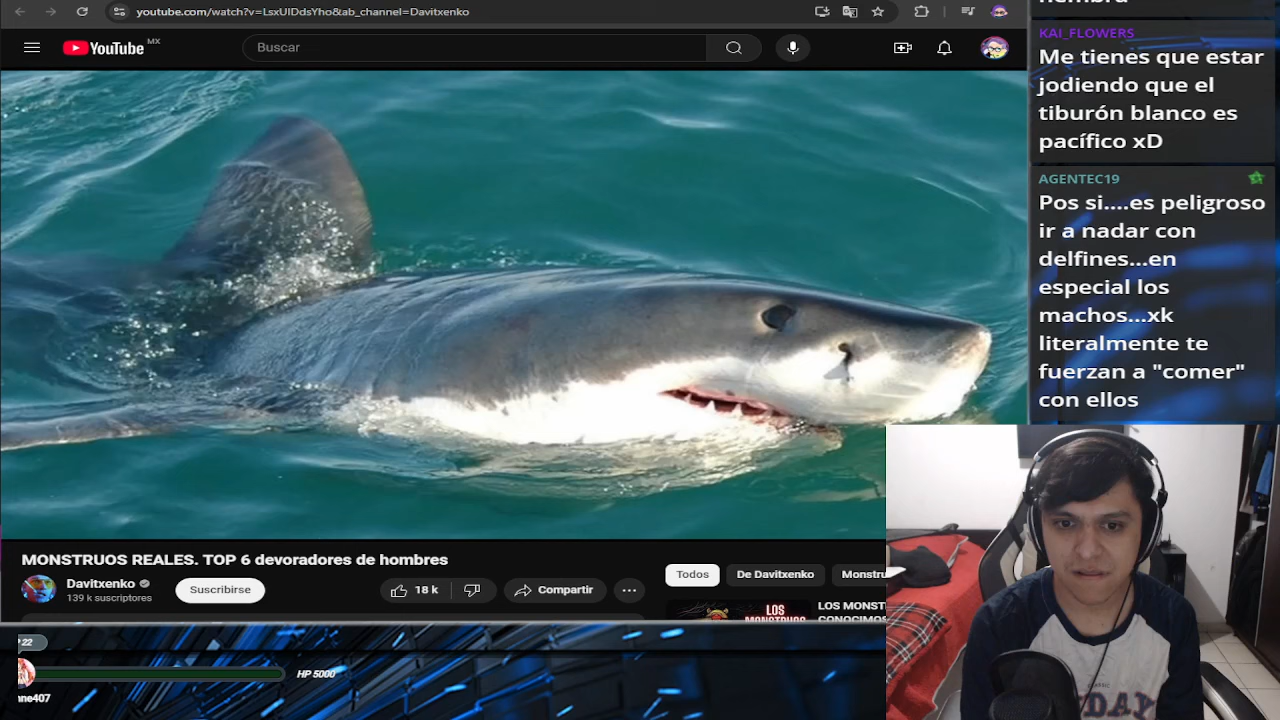 youtube.com/watch?v=LsxUlDdsYho&ab_channel=Davitxenko
YouTube MX
Buscar
KAI_FLOWERS
Me tienes que estar
jodiendo que el
tiburón blanco es
pacífico xD
AGENTEC19
Pos si....es peligroso
ir a nadar con
delfines...en
especial los
machos...xk
literalmente te
fuerzan a "comer"
con ellos
MONSTRUOS REALES. TOP 6 devoradores de hombres
Davitxenko
139 k suscriptores
Suscribirse
18 k
Compartir
Todos
De Davitxenko
LOS
22
HP 5000